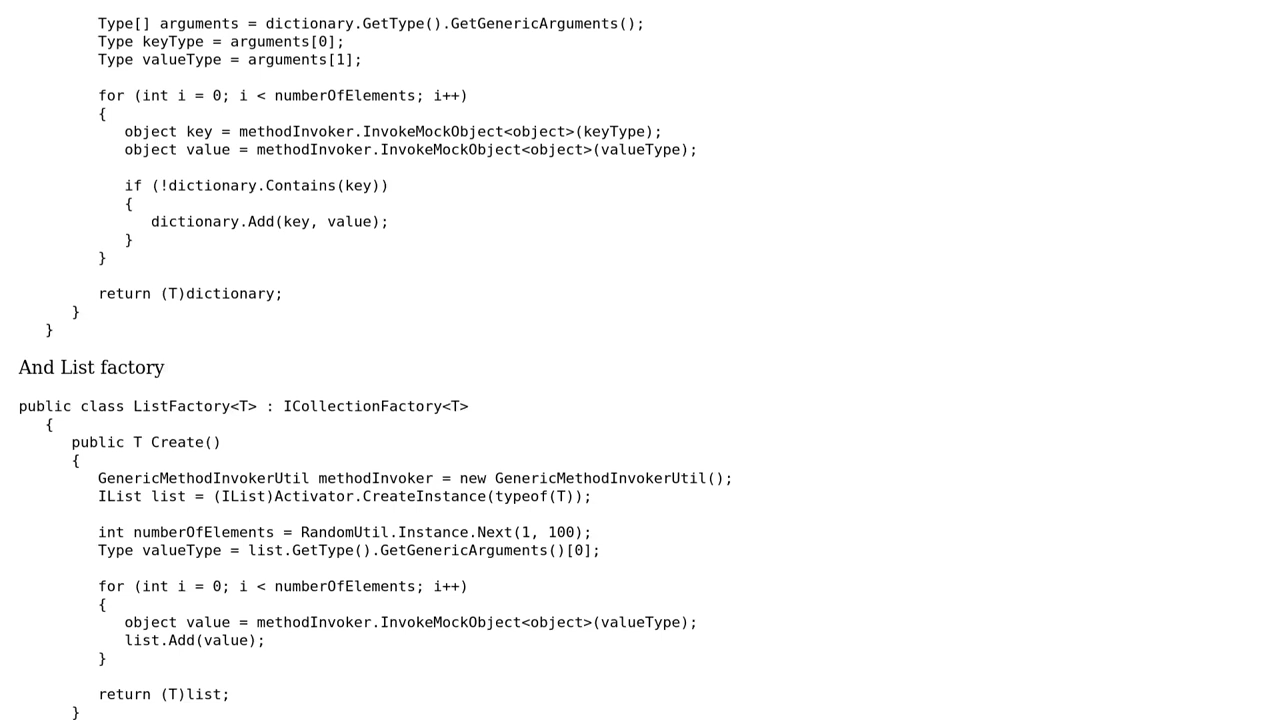 Type[] arguments = dictionary.GetType().GetGenericArguments();
Type keyType = arguments[0];
Type valueType = arguments[1];
for (int i = 0; i < numberOfElements; i++)
{
object key = methodInvoker.InvokeMockObject<object>(keyType);
object value = methodInvoker.InvokeMockObject<object>(valueType);
if (!dictionary.Contains(key))
{
dictionary.Add(key, value);
}
}
return (T)dictionary;
}
}
And List factory
public class ListFactory<T> : ICollectionFactory<T>
{
public T Create()
{
GenericMethodInvokerUtil methodInvoker = new GenericMethodInvokerUtil();
IList list = (IList)Activator.CreateInstance(typeof(T));
int numberOfElements = RandomUtil.Instance.Next(1, 100);
Type valueType = list.GetType().GetGenericArguments()[0];
for (int i = 0; i < numberOfElements; i++)
{
object value = methodInvoker.InvokeMockObject<object>(valueType);
list.Add(value);
}
return (T)list;
}